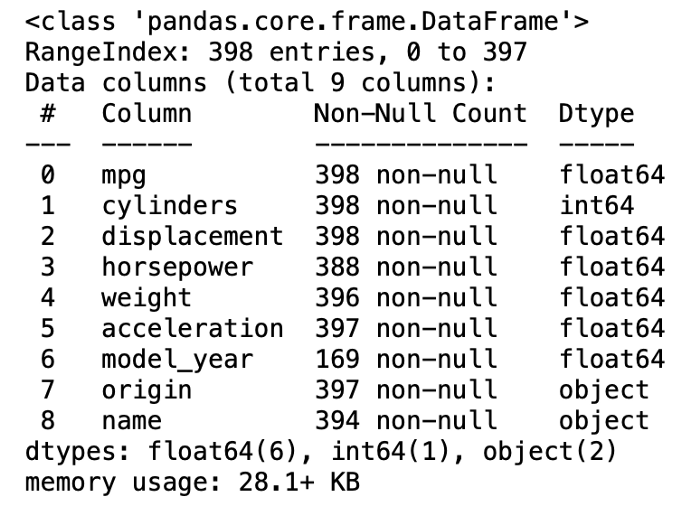 <class 'pandas.core.frame.DataFrame'>
RangeIndex: 398 entries, 0 to 397
Data columns (total 9 columns):
 #   Column        Non-Null Count  Dtype
---  ------        --------------  -----
 0   mpg           398 non-null    float64
 1   cylinders     398 non-null    int64
 2   displacement  398 non-null    float64
 3   horsepower    388 non-null    float64
 4   weight        396 non-null    float64
 5   acceleration  397 non-null    float64
 6   model_year    169 non-null    float64
 7   origin        397 non-null    object
 8   name          394 non-null    object
dtypes: float64(6), int64(1), object(2)
memory usage: 28.1+ KB